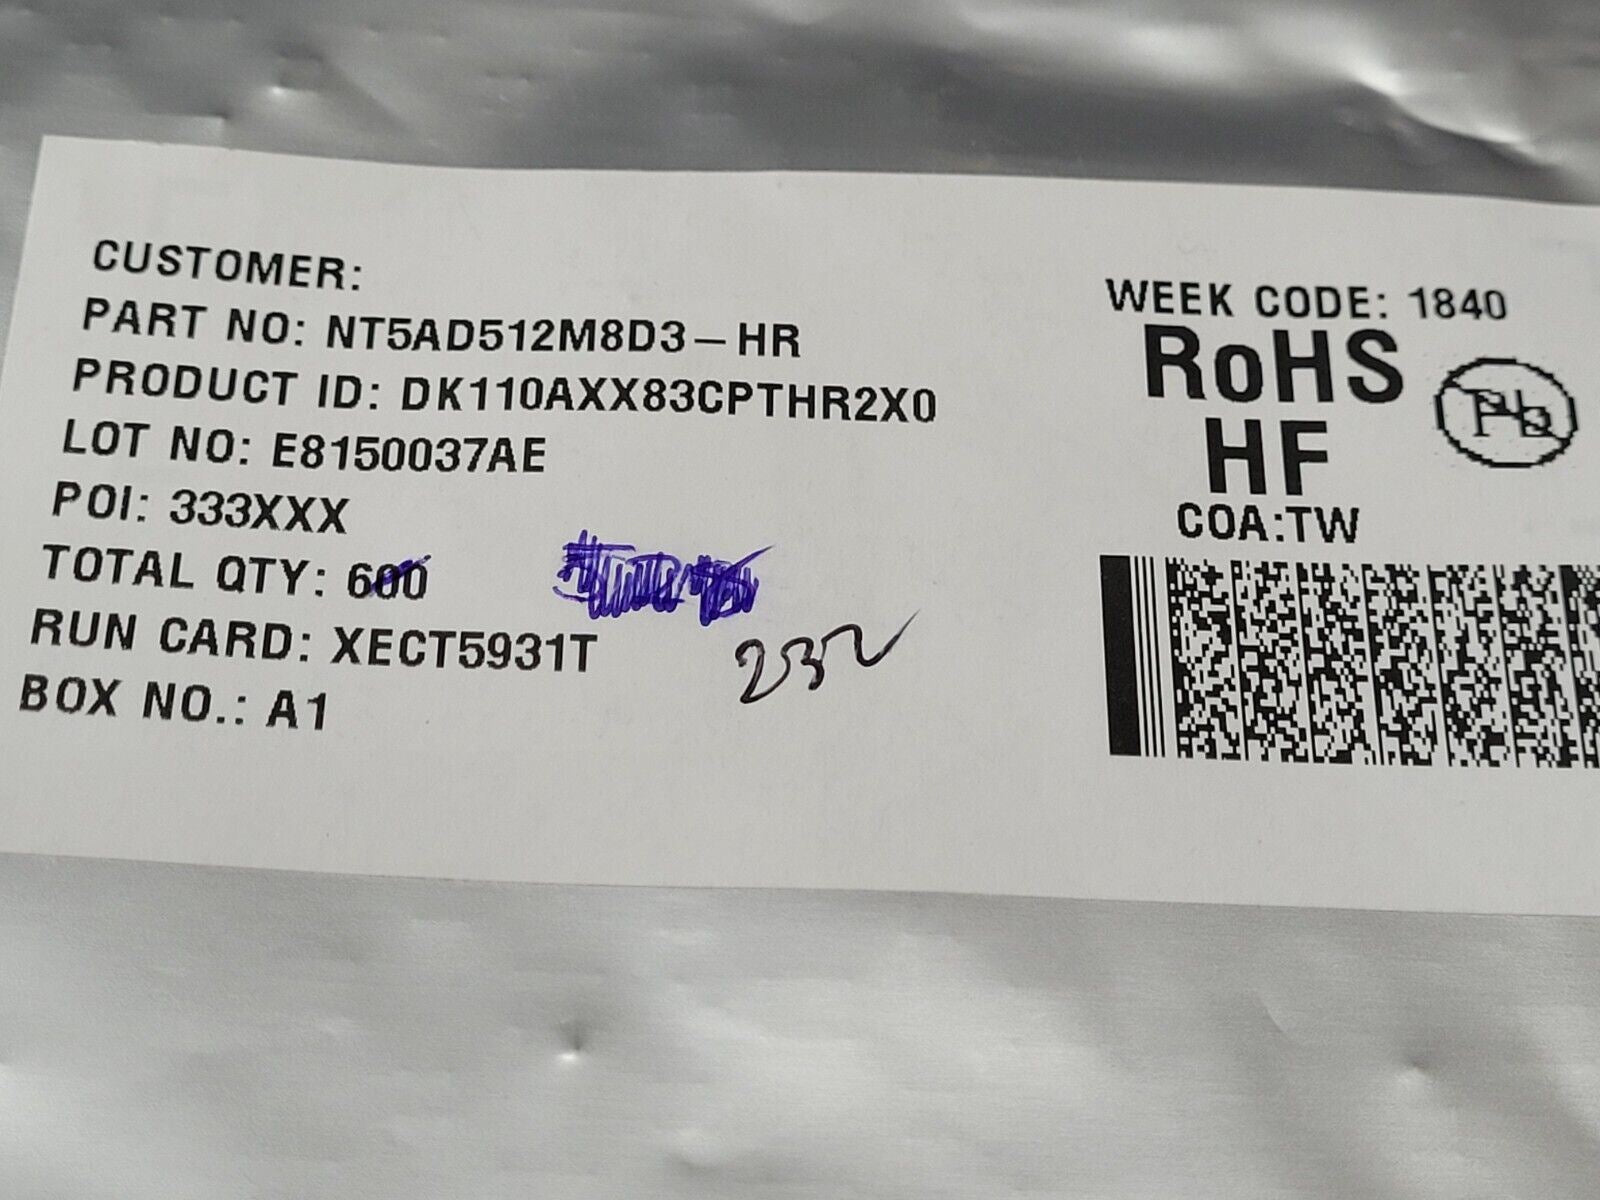 CUSTOMER:
PART NO: NT5AD512M8D3-HR
PRODUCT ID: DK110AXX83CPTHR2X0
LOT NO: E8150037AE
POI: 333XXX
TOTAL QTY: 600
RUN CARD: XECT5931T
232
BOX NO.: A1
WEEK CODE: 1840
RoHS
Pb
HF
COA:TW